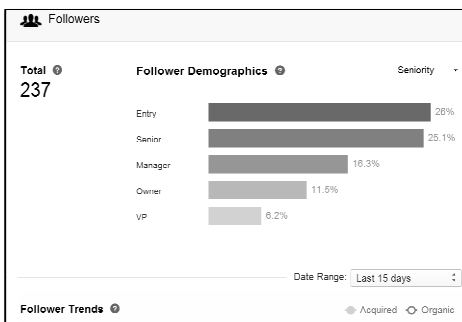 Followers
Total ?
237
Follower Demographics ?
Seniority
Entry 26%
Senior 25.1%
Manager 16.3%
Owner 11.5%
VP 6.2%
Date Range: Last 15 days
Follower Trends ?
Acquired Organic